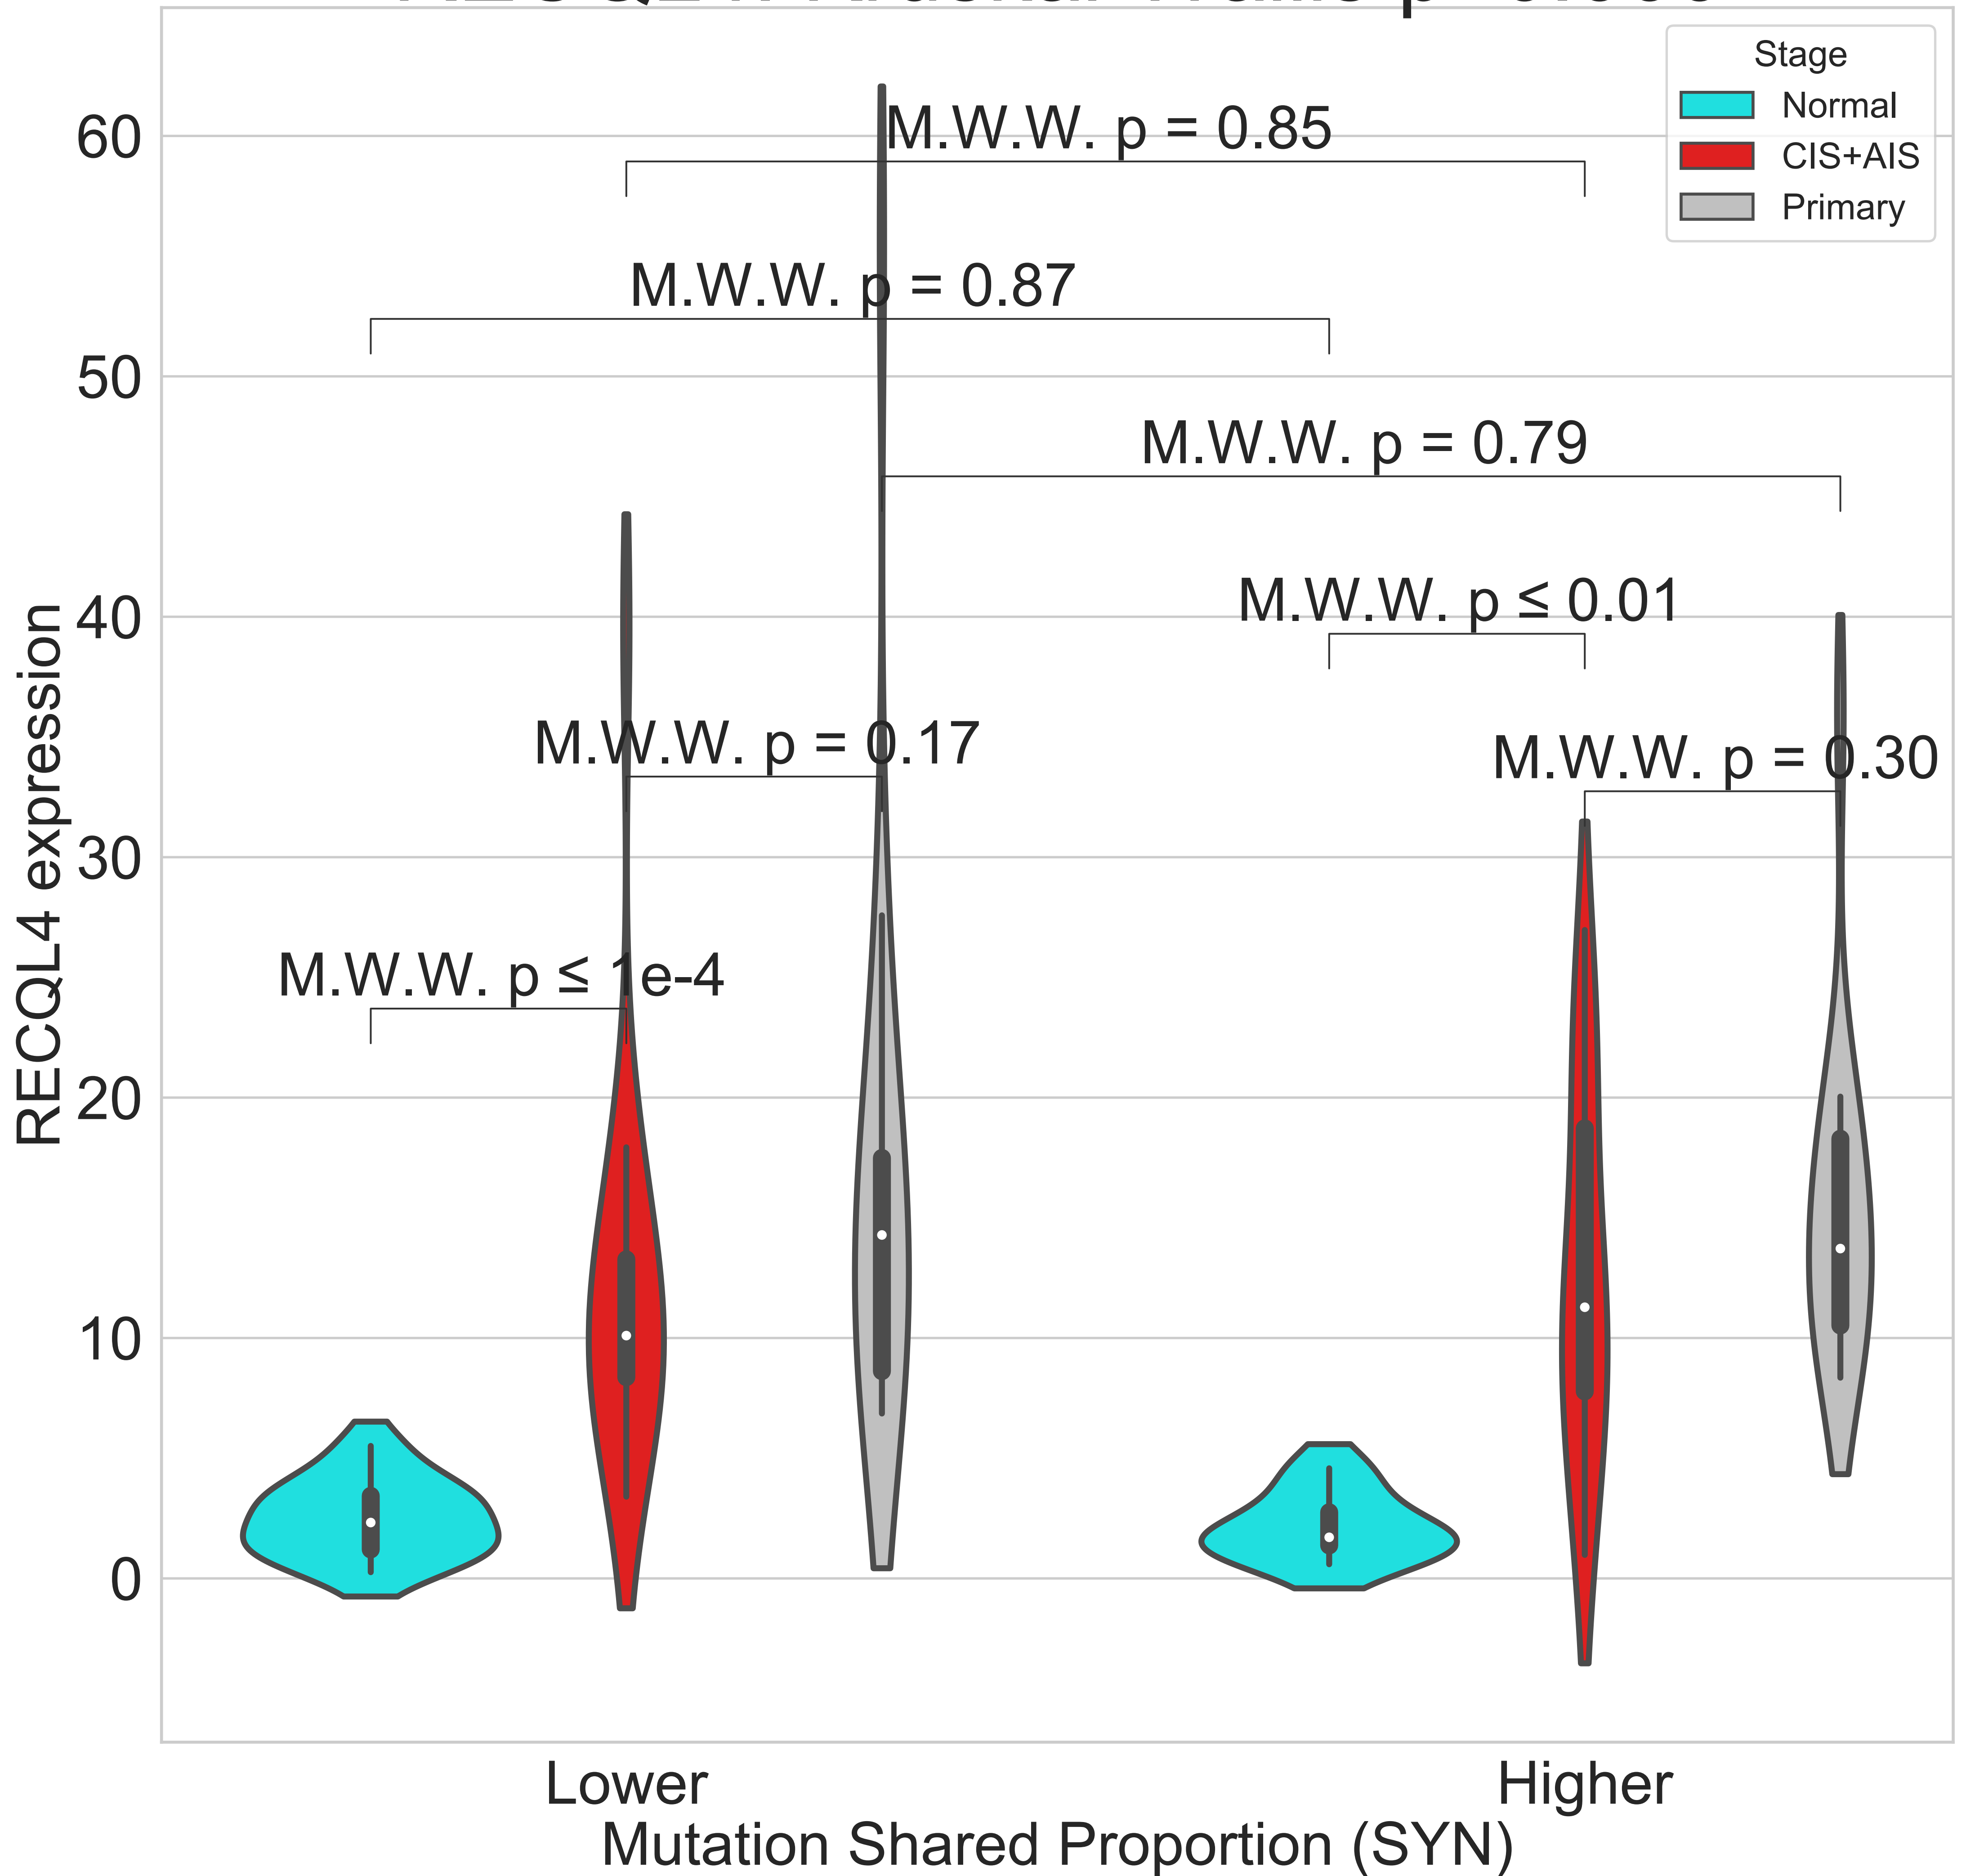 Stage
Normal
CIS+AIS
Primary
M.W.W. p = 0.85
M.W.W. p = 0.87
M.W.W. p = 0.79
M.W.W. p ≤ 0.01
M.W.W. p = 0.17
M.W.W. p = 0.30
M.W.W. p ≤ 1e-4
60
50
40
30
20
10
0
RECQL4 expression
Lower
Higher
Mutation Shared Proportion (SYN)